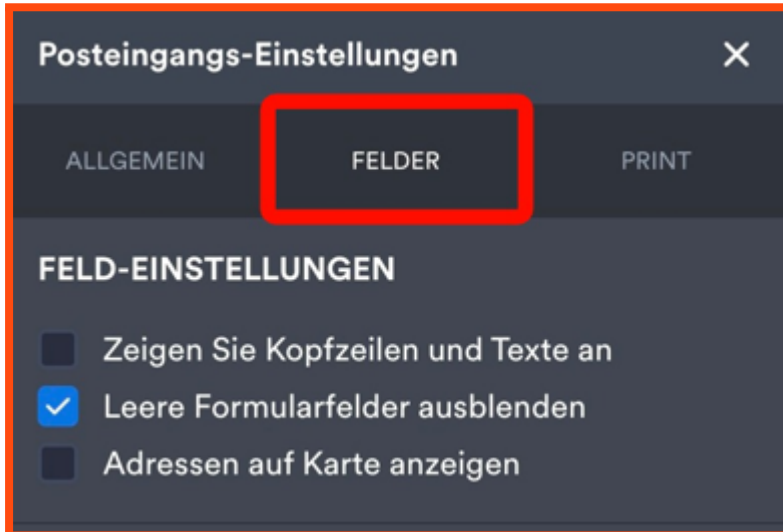 Posteingangs-Einstellungen
ALLGEMEIN FELDER PRINT
FELD-EINSTELLUNGEN
Zeigen Sie Kopfzeilen und Texte an
Leere Formularfelder ausblenden
Adressen auf Karte anzeigen